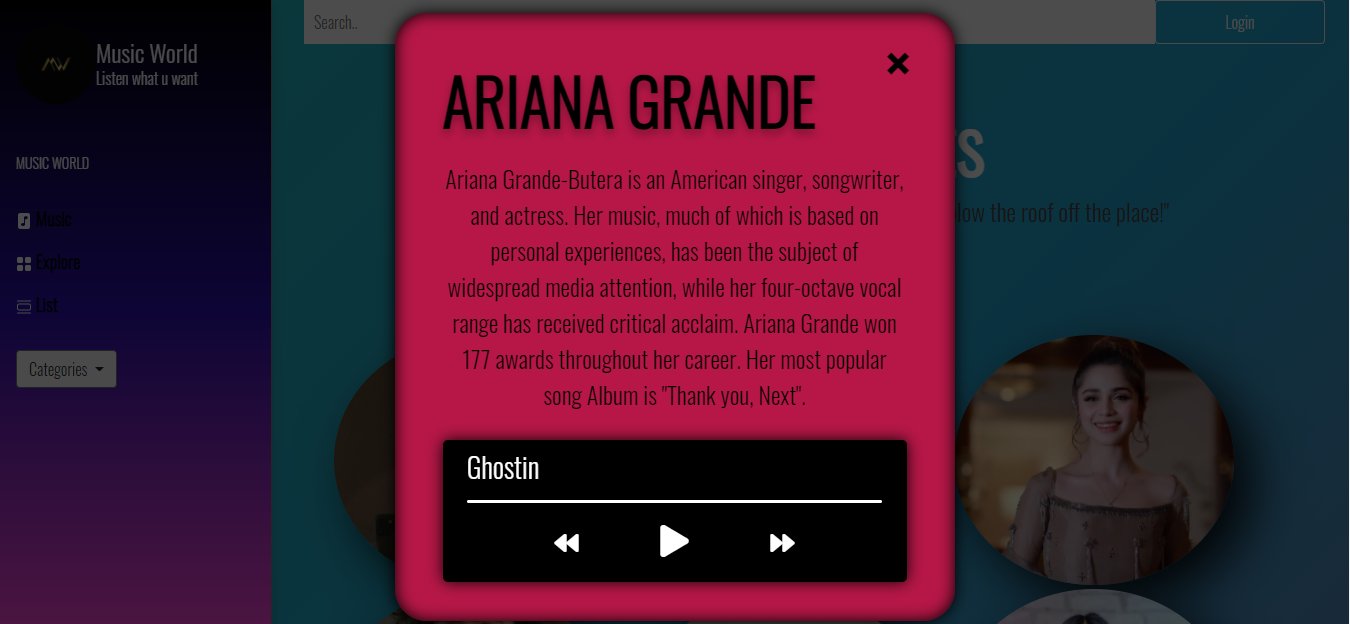 Music World
Listen what u want
MUSIC WORLD
Music
Explore
List
Categories
Search..
Login
low the roof off the place!"
ARIANA GRANDE
Ariana Grande-Butera is an American singer, songwriter,
and actress. Her music, much of which is based on
personal experiences, has been the subject of
widespread media attention, while her four-octave vocal
range has received critical acclaim. Ariana Grande won
177 awards throughout her career. Her most popular
song Album is "Thank you, Next".
Ghostin